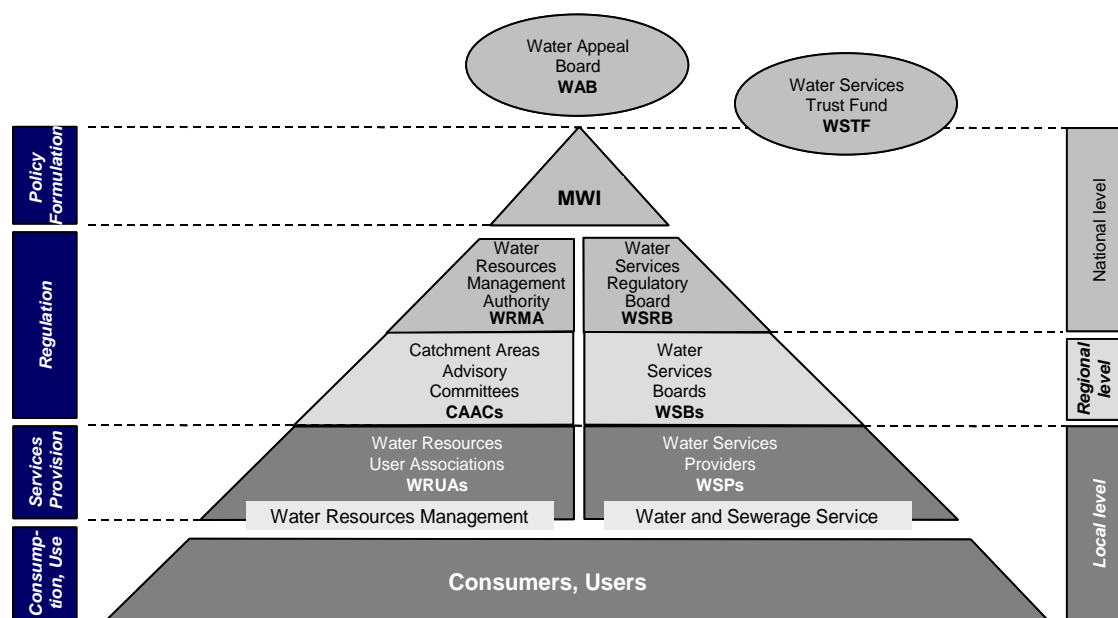 Water Appeal
Board
WAB
Water Services
Trust Fund
WSTF
Policy
Formulation
MWI
National level
Regulation
Water
Resources
Management
Authority
WRMA
Water
Services
Regulatory
Board
WSRB
Catchment Areas
Advisory
Committees
CAACs
Water
Services
Boards
WSBs
Regional
level
Services
Provision
Water Resources
User Associations
WRUAs
Water Services
Providers
WSPs
Water Resources Management
Water and Sewerage Service
Local level
Consump-
tion, Use
Consumers, Users